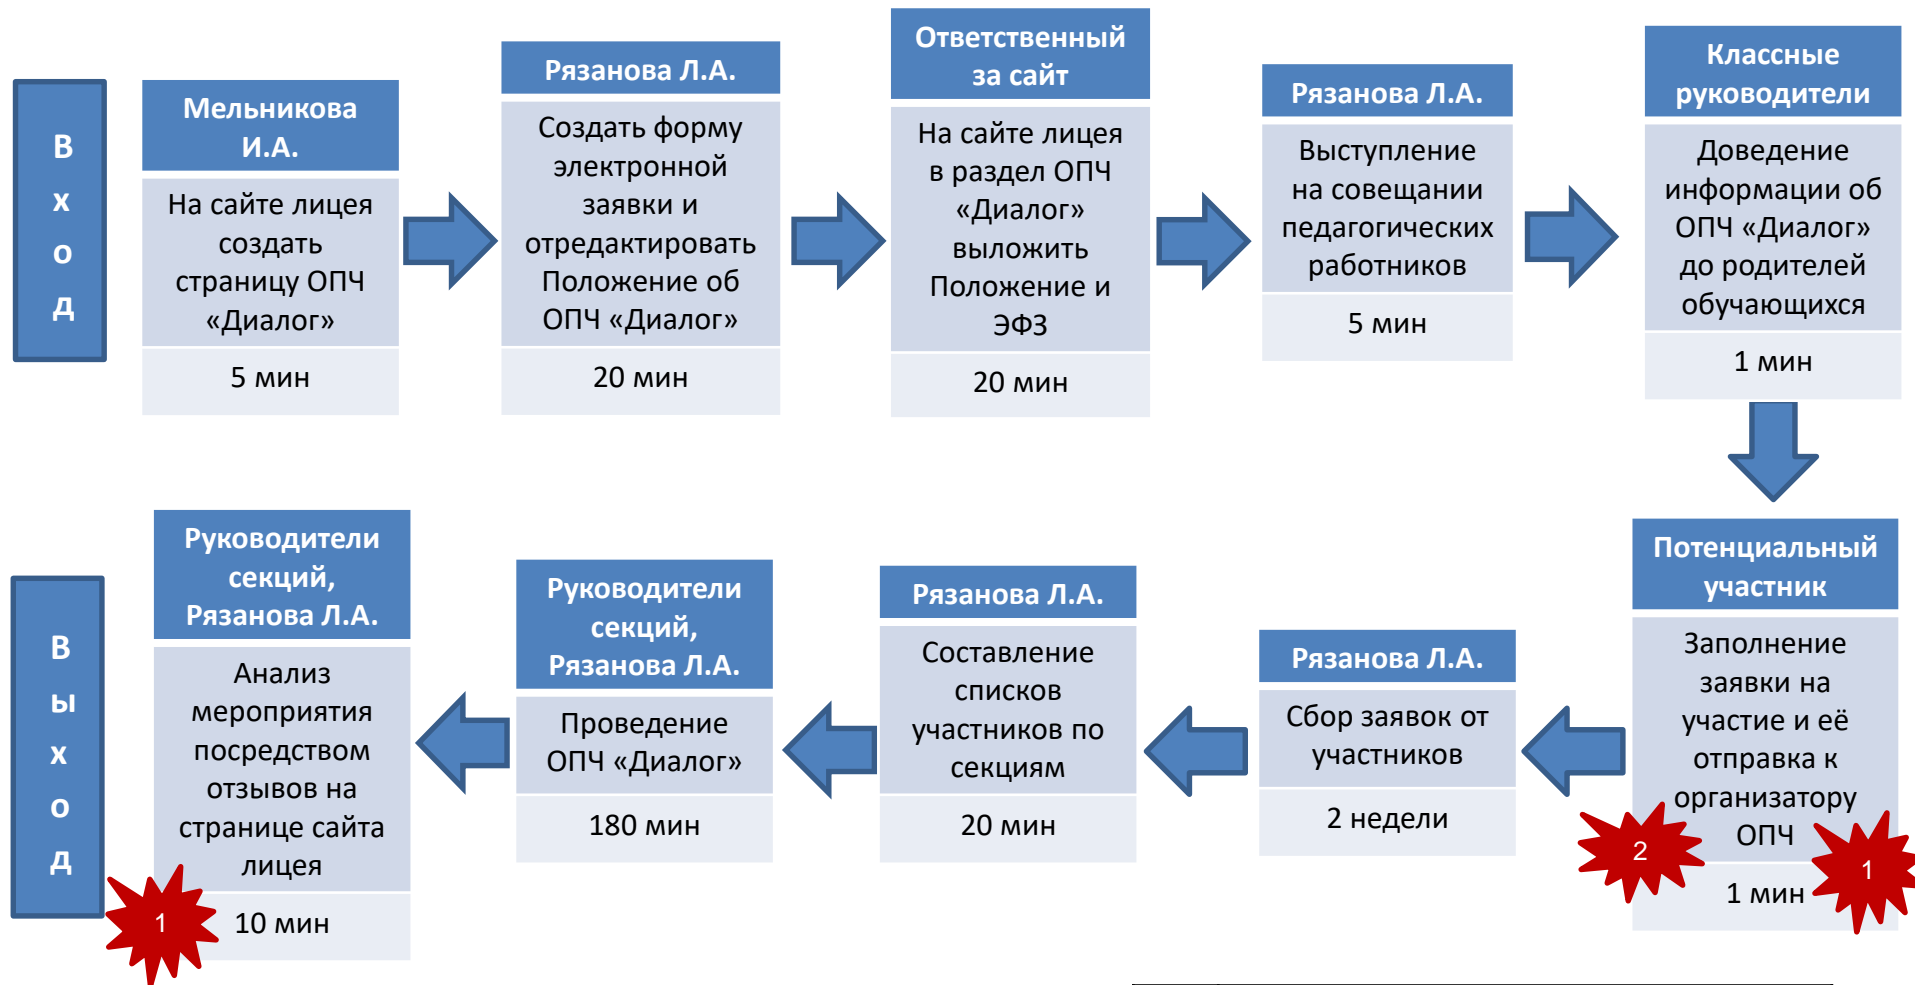 В
х
о
д
Мельникова
И.А.
На сайте лицея
создать
страницу ОПЧ
«Диалог»
5 мин
Рязанова Л.А.
Создать форму
электронной
заявки и
отредактировать
Положение об
ОПЧ «Диалог»
20 мин
Ответственный
за сайт
На сайте лицея
в раздел ОПЧ
«Диалог»
выложить
Положение и
ЭФЗ
20 мин
Рязанова Л.А.
Выступление
на совещании
педагогических
работников
5 мин
Классные
руководители
Доведение
информации об
ОПЧ «Диалог»
до родителей
обучающихся
1 мин
Потенциальный
участник
Заполнение
заявки на
участие и её
отправка к
организатору
ОПЧ
1 мин
2
1
Рязанова Л.А.
Сбор заявок от
участников
2 недели
Рязанова Л.А.
Составление
списков
участников по
секциям
20 мин
Руководители
секций,
Рязанова Л.А.
Проведение
ОПЧ «Диалог»
180 мин
Руководители
секций,
Рязанова Л.А.
Анализ
мероприятия
посредством
отзывов на
странице сайта
лицея
10 мин
1
В
ы
х
о
д